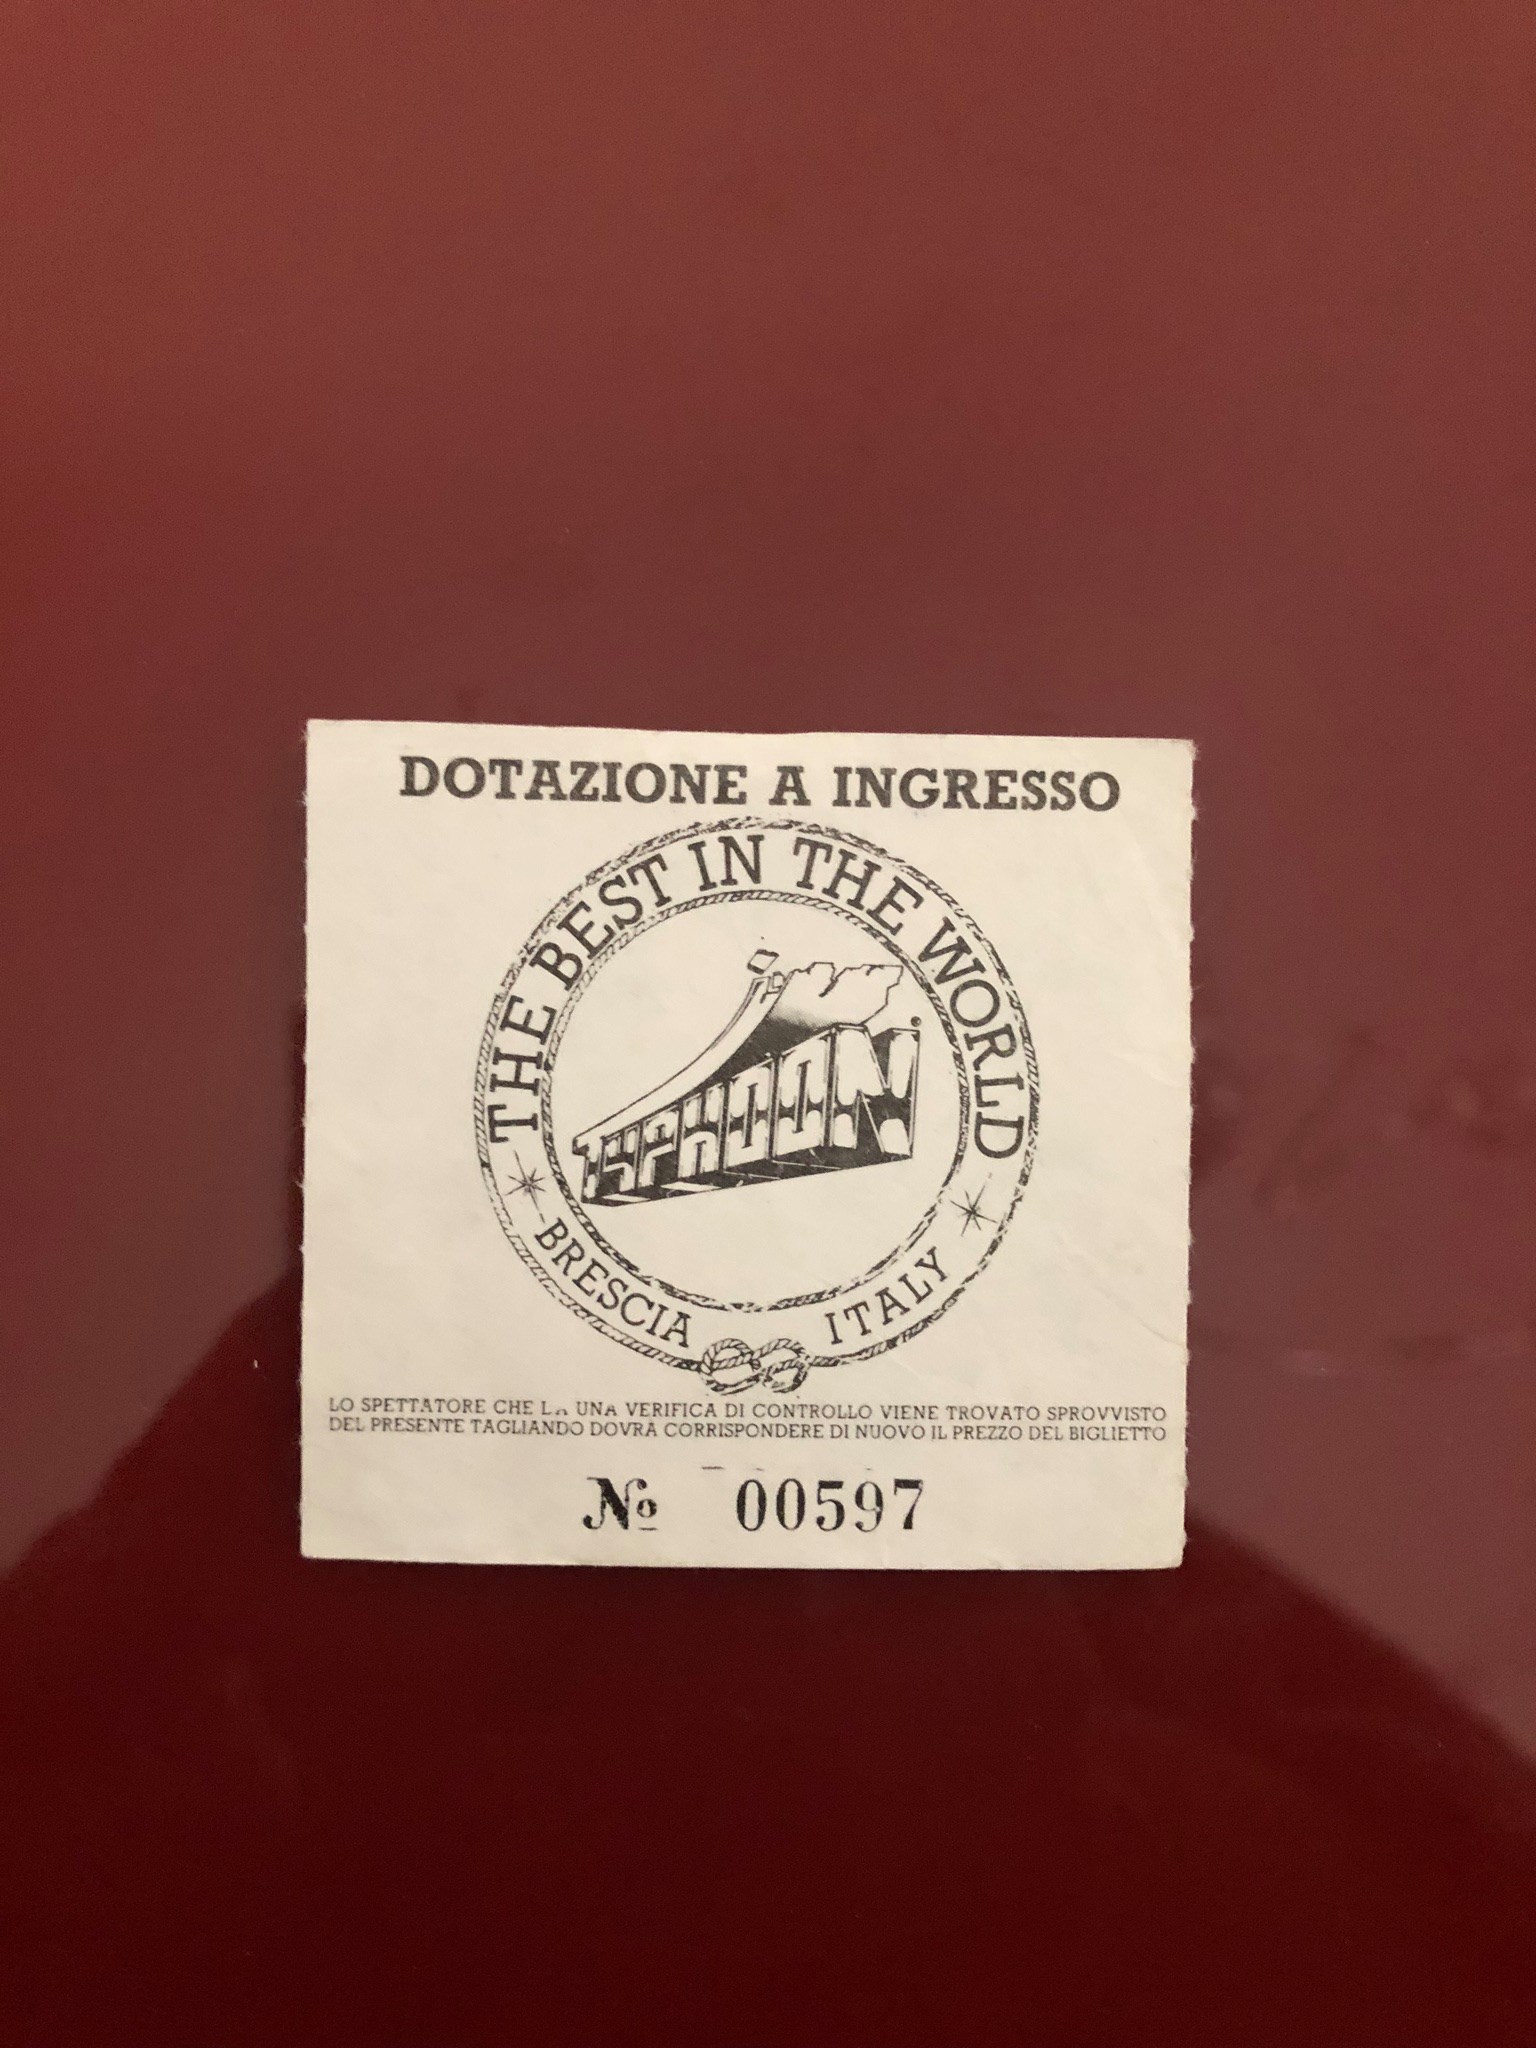 DOTAZIONE A INGRESSO
THE BEST IN THE WORLD
TYPHOON
BRESCIA ITALY
LO SPETTATORE CHE UNA VERIFICA DI CONTROLLO VIENE TROVATO SPROVVISTO
DEL PRESENTE TAGLIANDO DOVRÀ CORRISPONDERE DI NUOVO IL PREZZO DEL BIGLIETTO
No 00597